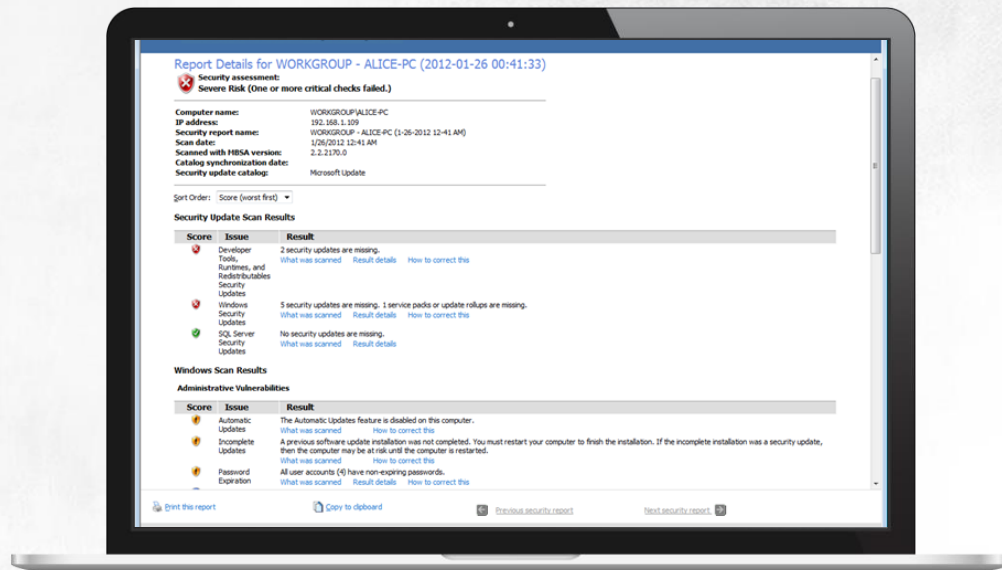 Report Details for WORKGROUP - ALICE-PC (2012-01-26 00:41:33)
Security assessment:
Severe Risk (One or more critical checks failed.)
Computer name: WORKGROUP\ALICE-PC
IP address: 192.168.1.109
Security report name: WORKGROUP - ALICE-PC (1-26-2012 12-41 AM)
Scan date: 1/26/2012 12:41 AM
Scanned with MBSA version: 2.2.2170.0
Catalog synchronization date:
Security update catalog: Microsoft Update
Sort Order: Score (worst first)
Security Update Scan Results
Score Issue Result
Developer 2 security updates are missing.
Tools, What was scanned Result details How to correct this
Runtimes, and
Redistributables
Security
Updates
Windows 5 security updates are missing. 1 service packs or update rollups are missing.
Security What was scanned Result details How to correct this
Updates
SQL Server No security updates are missing.
Security What was scanned Result details
Updates
Windows Scan Results
Administrative Vulnerabilities
Score Issue Result
Automatic The Automatic Updates feature is disabled on this computer.
Updates What was scanned How to correct this
Incomplete A previous software update installation was not completed. You must restart your computer to finish the installation. If the incomplete installation was a security update,
Updates then the computer may be at risk until the computer is restarted.
What was scanned How to correct this
Password All user accounts (4) have non-expiring passwords.
Expiration What was scanned Result details How to correct this
Print this report Copy to clipboard Previous security report Next security report